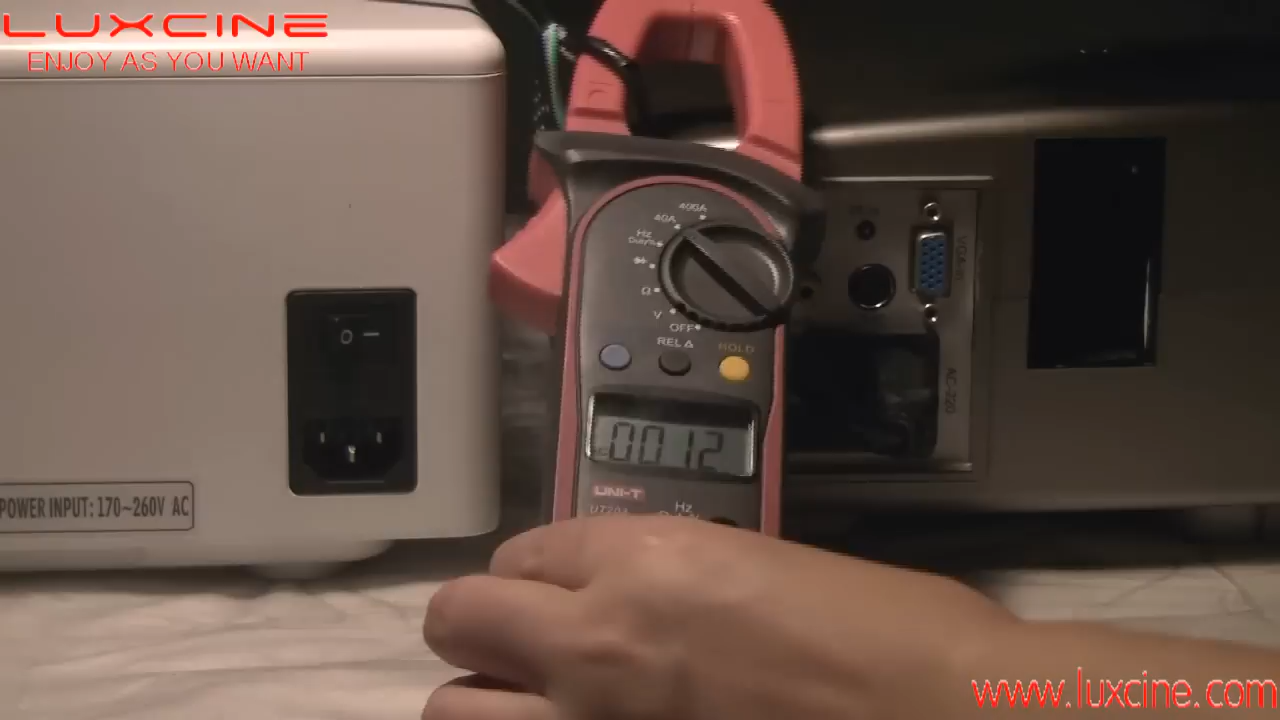 LUXCINE
ENJOY AS YOU WANT
400A
40A
Hz
Duty%
Ω
V
OFF
REL Δ
HOLD
0012
UNI-T
Hz
VGA in
AC-220
POWER INPUT: 170~260V AC
www.luxcine.com